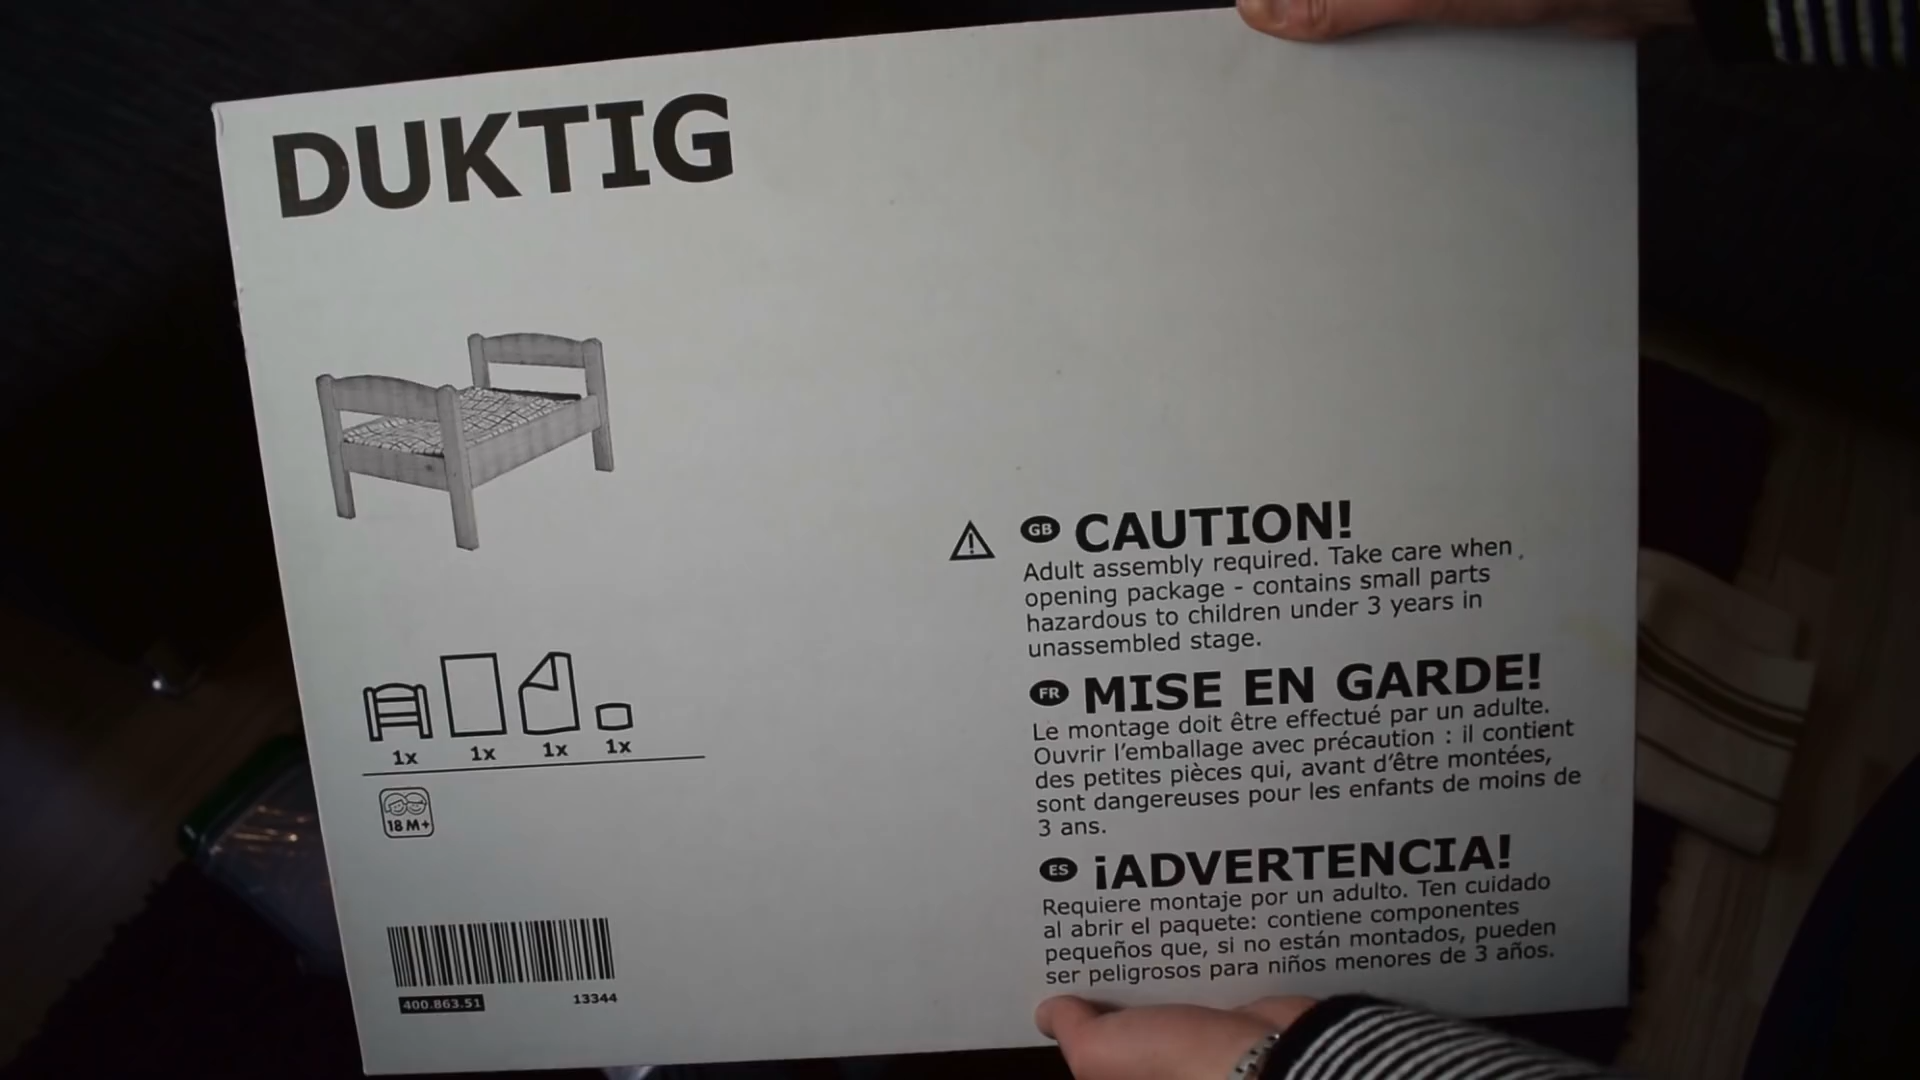 DUKTIG
GB CAUTION!
Adult assembly required. Take care when
opening package - contains small parts
hazardous to children under 3 years in
unassembled stage.
FR MISE EN GARDE!
Le montage doit être effectué par un adulte.
Ouvrir l'emballage avec précaution : il contient
des petites pièces qui, avant d'être montées,
sont dangereuses pour les enfants de moins de
3 ans.
ES ¡ADVERTENCIA!
Requiere montaje por un adulto. Ten cuidado
al abrir el paquete: contiene componentes
pequeños que, si no están montados, pueden
ser peligrosos para niños menores de 3 años.
1x 1x 1x 1x
18 M+
400.863.51 13344